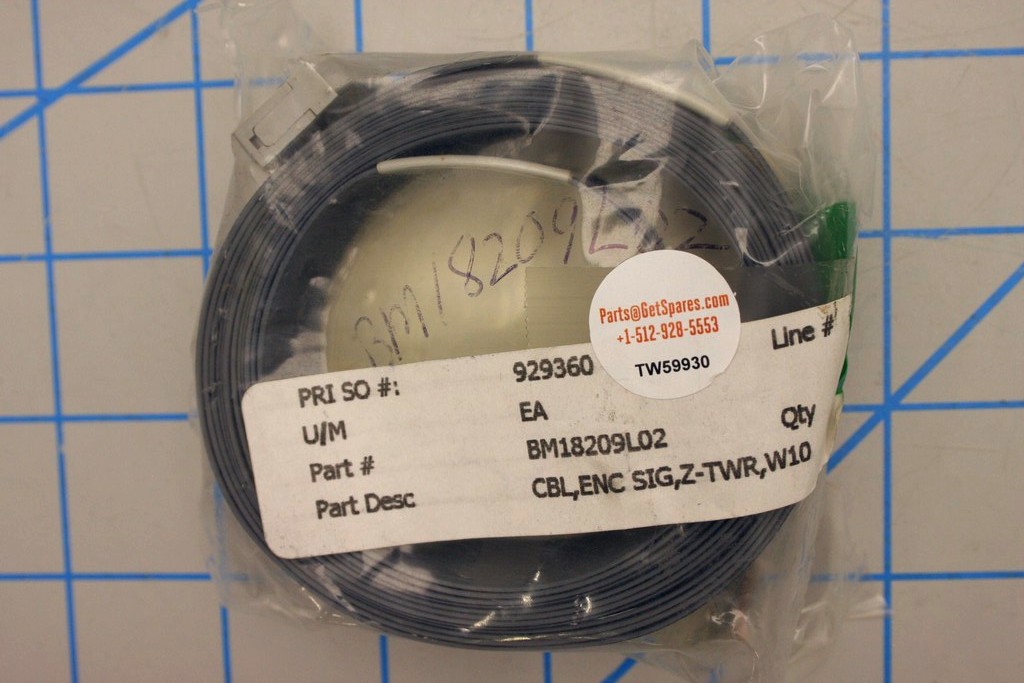 BM18209L02
Parts@GetSpares.com
+1-512-928-5553
TW59930
PRI SO #: 929360 Line #
U/M EA
Part # BM18209L02 Qty
Part Desc CBL,ENC SIG,Z-TWR,W10